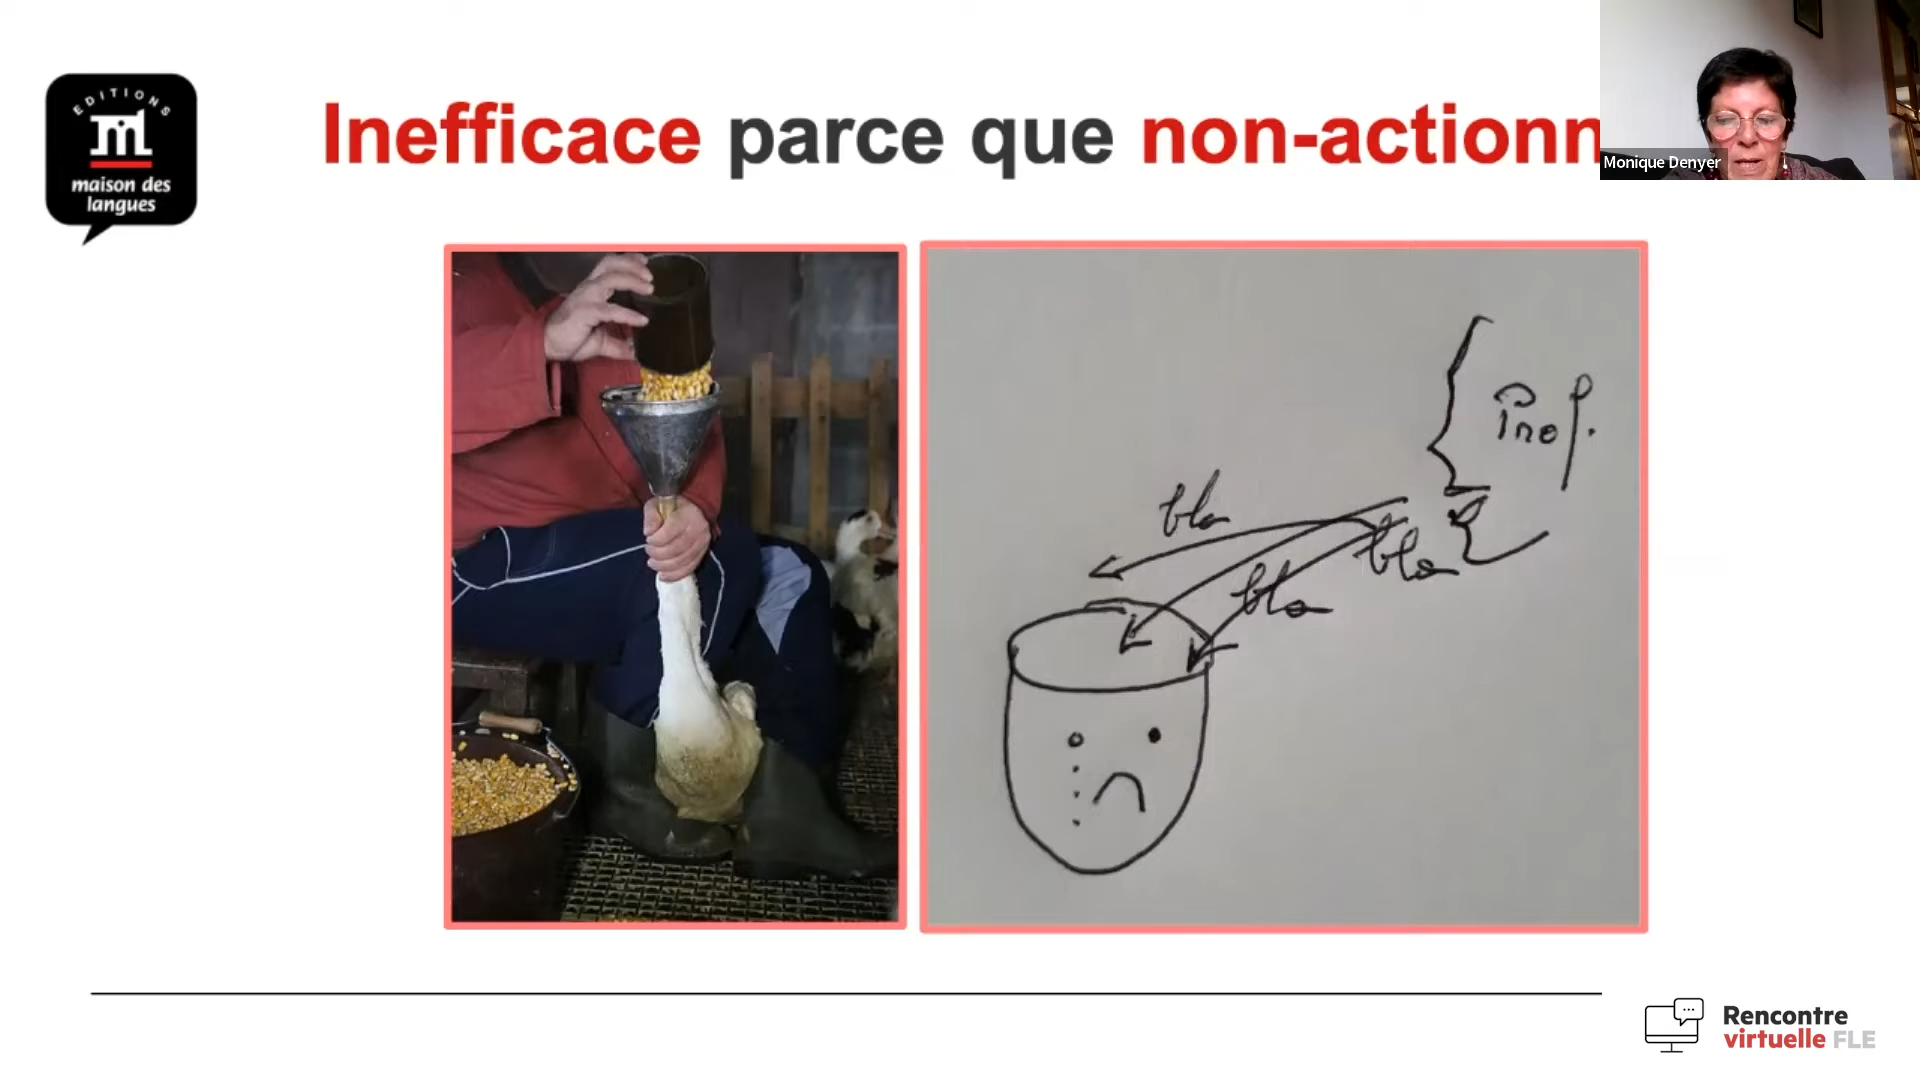 EDITIONS
maison des
langues
Inefficace parce que non-actionn
Monique Denyer
Prof.
bla
bla
bla
Rencontre
virtuelle FLE